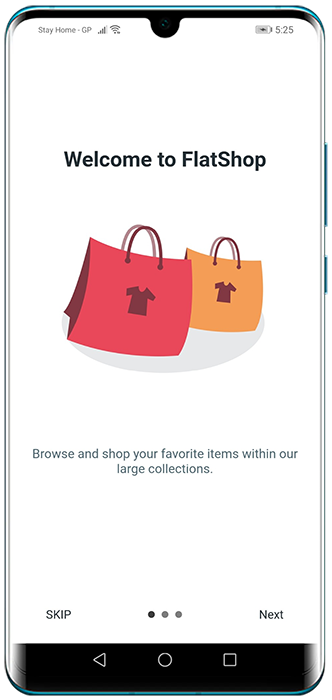 Stay Home - GP
5:25
Welcome to FlatShop
Browse and shop your favorite items within our
large collections.
SKIP
Next